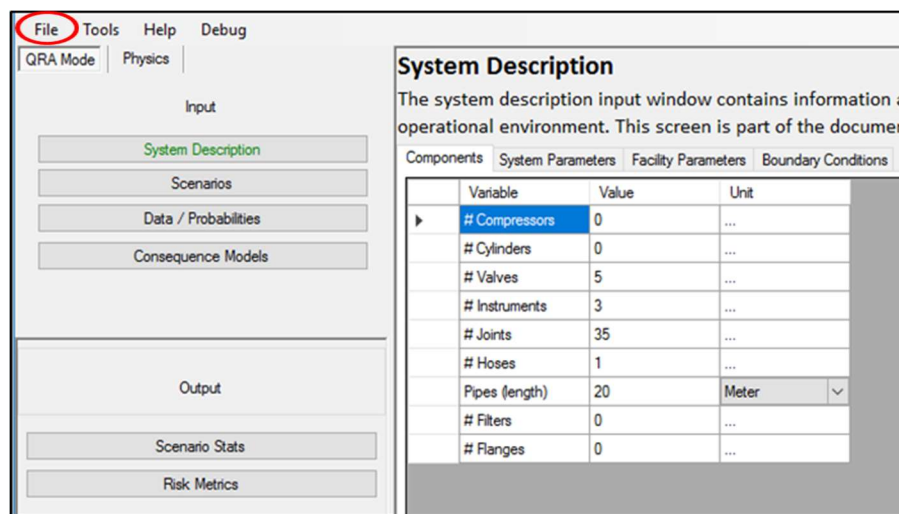 File Tools Help Debug
QRA Mode Physics
Input
System Description
Scenarios
Data / Probabilities
Consequence Models
Output
Scenario Stats
Risk Metrics
System Description
The system description input window contains information
operational environment. This screen is part of the
Components System Parameters Facility Parameters Boundary Conditions
Variable Value Unit
# Compressors 0 ...
# Cylinders 0 ...
# Valves 5 ...
# Instruments 3 ...
# Joints 35 ...
# Hoses 1 ...
Pipes (length) 20 Meter
# Filters 0 ...
# Flanges 0 ...